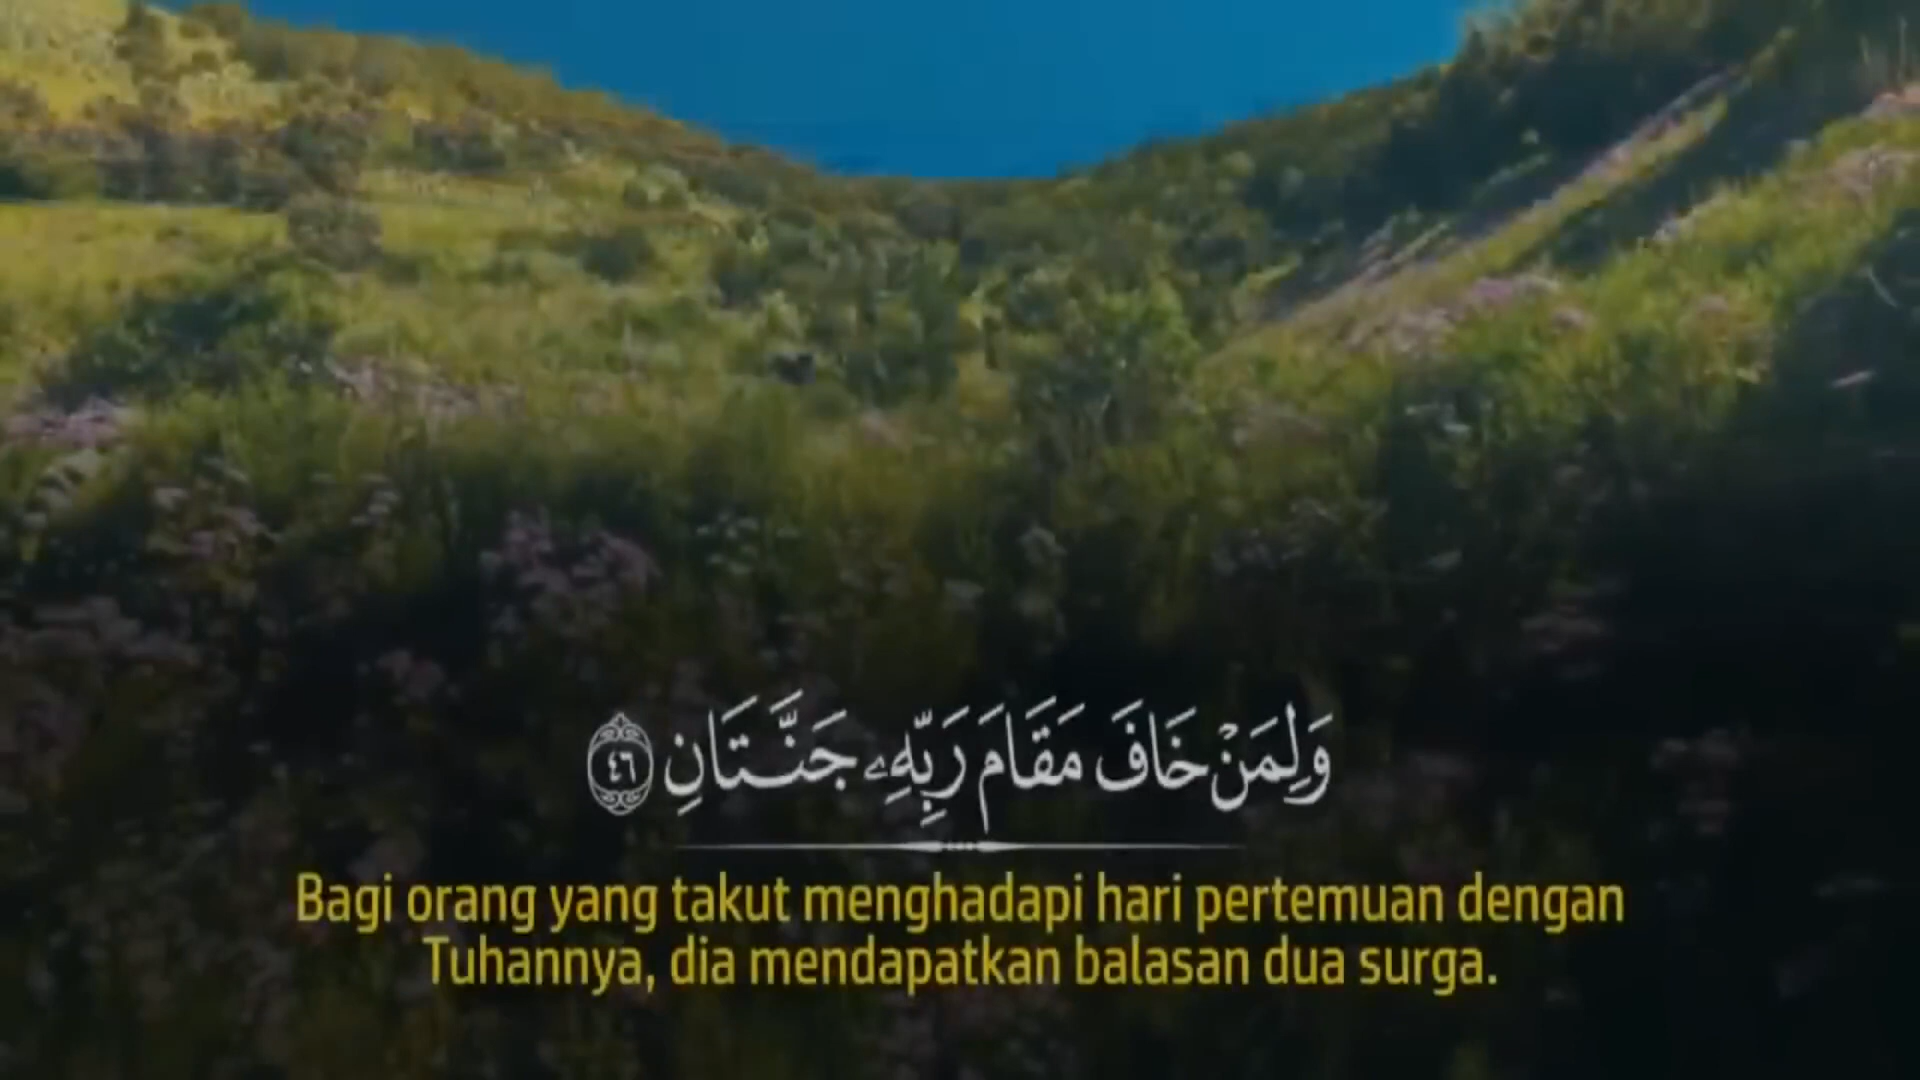 وَلِمَنْ خَافَ مَقَامَ رَبِّهِۦ جَنَّتَانِ ٤٦
Bagi orang yang takut menghadapi hari pertemuan dengan
Tuhannya, dia mendapatkan balasan dua surga.